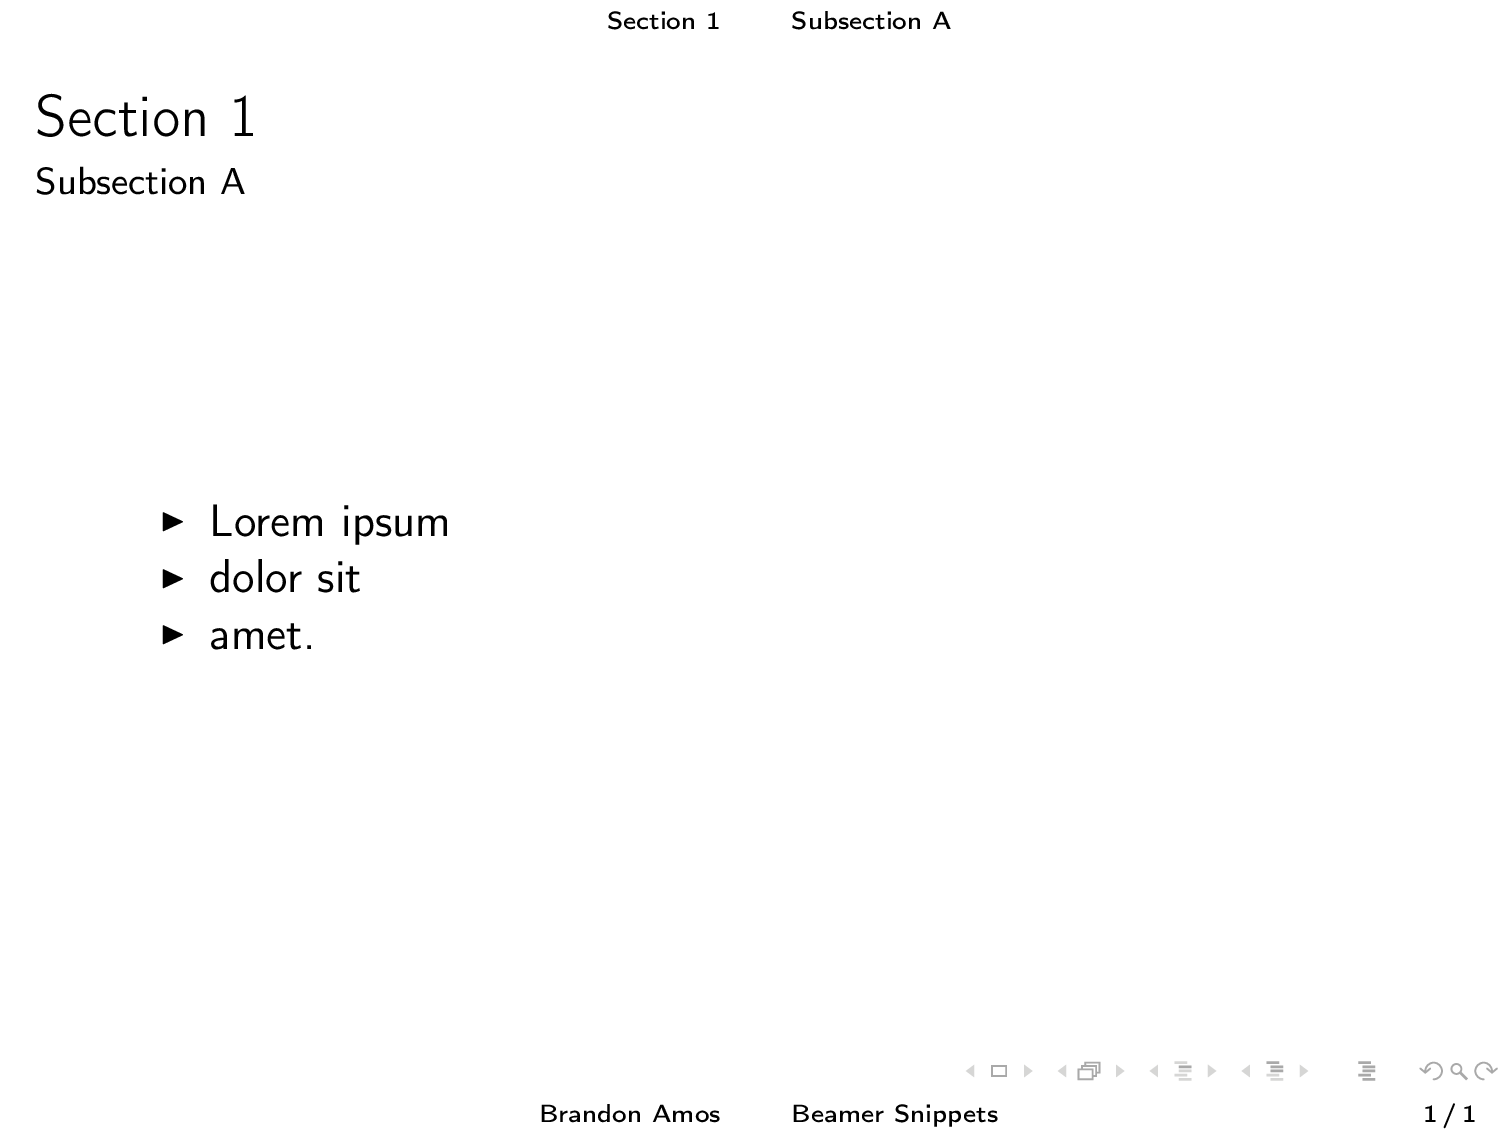 Section 1 Subsection A
Section 1
Subsection A
Lorem ipsum
dolor sit
amet.
Brandon Amos Beamer Snippets 1 / 1